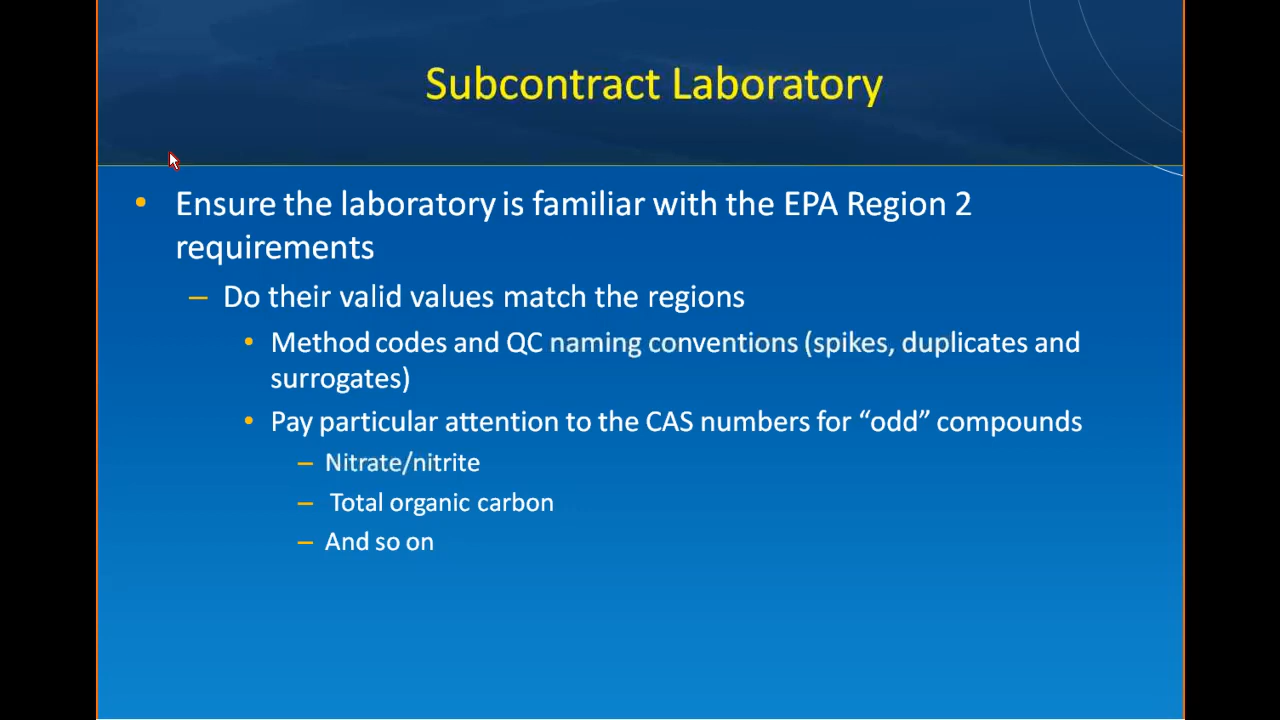 Subcontract Laboratory
• Ensure the laboratory is familiar with the EPA Region 2
requirements
– Do their valid values match the regions
• Method codes and QC naming conventions (spikes, duplicates and
surrogates)
• Pay particular attention to the CAS numbers for “odd” compounds
– Nitrate/nitrite
– Total organic carbon
– And so on